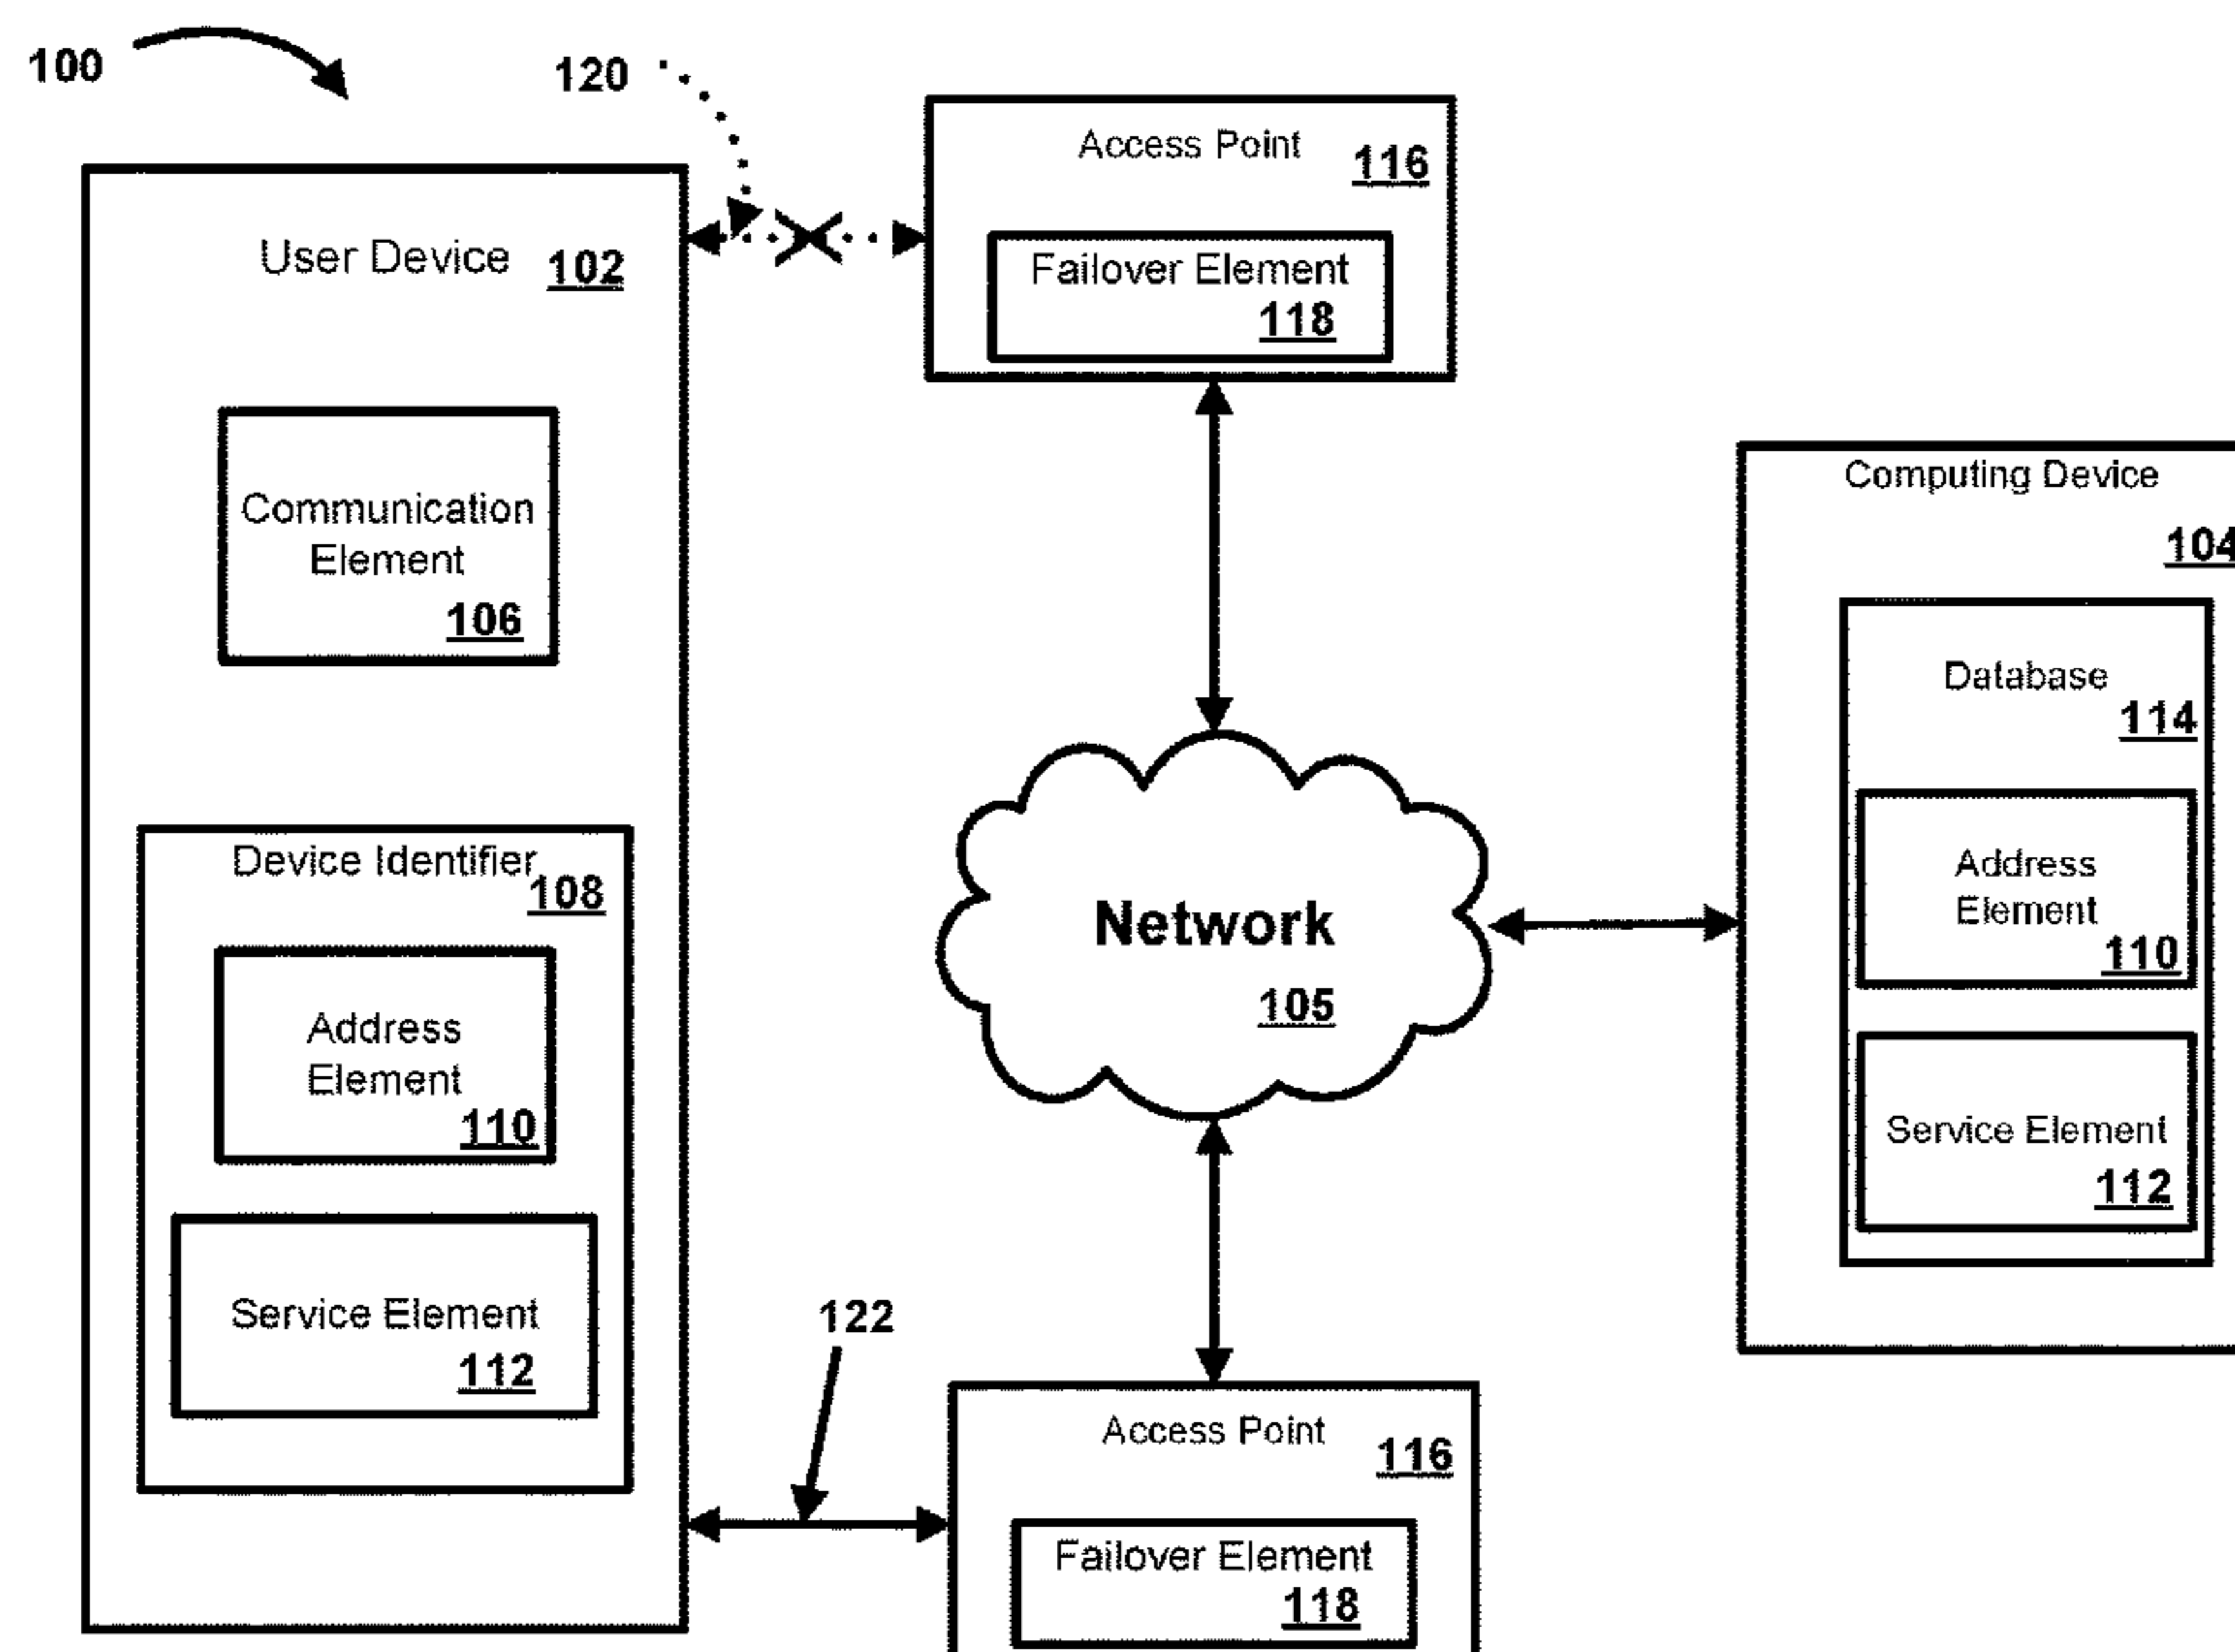 100
120
Access Point
116
Failover Element
118
User Device 102
Communication
Element
106
Device Identifier
108
Address
Element
110
Service Element
112
Network
105
Computing Device
104
Database
114
Address
Element
110
Service Element
112
122
Access Point
116
Failover Element
118